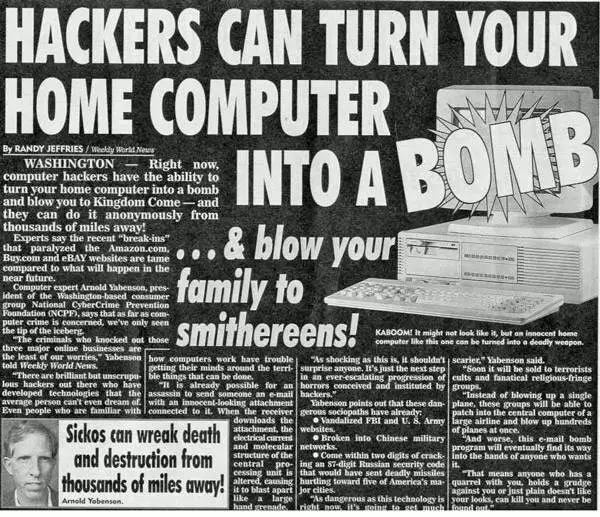 HACKERS CAN TURN YOUR
HOME COMPUTER
INTO A BOMB
. . . & blow your
family to
smithereens!
By RANDY JEFFRIES / Weekly World News
WASHINGTON — Right now,
computer hackers have the ability to
turn your home computer into a bomb
and blow you to Kingdom Come — and
they can do it anonymously from
thousands of miles away!
Experts say the recent "break-ins"
that paralyzed the Amazon.com,
Buy.com and eBAY websites are tame
compared to what will happen in the
near future.
Computer expert Arnold Yabenson, pres-
ident of the Washington-based consumer
group National CyberCrime Prevention
Foundation (NCPF), says that as far as com-
puter crime is concerned, we've only seen
the tip of the iceberg.
"The criminals who knocked out those
three major online businesses are
the least of our worries," Yabenson
told Weekly World News.
"There are brilliant but unscrupu-
lous hackers out there who have
developed technologies that the
average person can't even dream of.
Even people who are familiar with
how computers work have trouble
getting their minds around the terri-
ble things that can be done.
"It is already possible for an
assassin to send someone an e-mail
with an innocent-looking attachment
connected to it. When the receiver
downloads the
attachment, the
electrical current
and molecular
structure of the
central pro-
cessing unit is
altered, causing
it to blast apart
like a large
hand grenade.
"As shocking as this is, it shouldn't
surprise anyone. It's just the next step
in an ever-escalating progression of
horrors conceived and instituted by
hackers."
Yabenson points out that these dan-
gerous sociopaths have already:
● Vandalized FBI and U. S. Army
websites.
● Broken into Chinese military
networks.
● Come within two digits of crack-
ing an 87-digit Russian security code
that would have sent deadly missiles
hurtling toward five of America's ma-
jor cities.
"As dangerous as this technology is
right now, it's going to get much
scarier," Yabenson said.
"Soon it will be sold to terrorists
cults and fanatical religious-fringe
groups.
"Instead of blowing up a single
plane, these groups will be able to
patch into the central computer of a
large airline and blow up hundreds
of planes at once.
"And worse, this e-mail bomb
program will eventually find its way
into the hands of anyone who wants
it.
"That means anyone who has a
quarrel with you, holds a grudge
against you or just plain doesn't like
your looks, can kill you and never be
found out."
KABOOM! It might not look like it, but an innocent home
computer like this one can be turned into a deadly weapon.
Sickos can wreak death
and destruction from
thousands of miles away!
Arnold Yabenson.